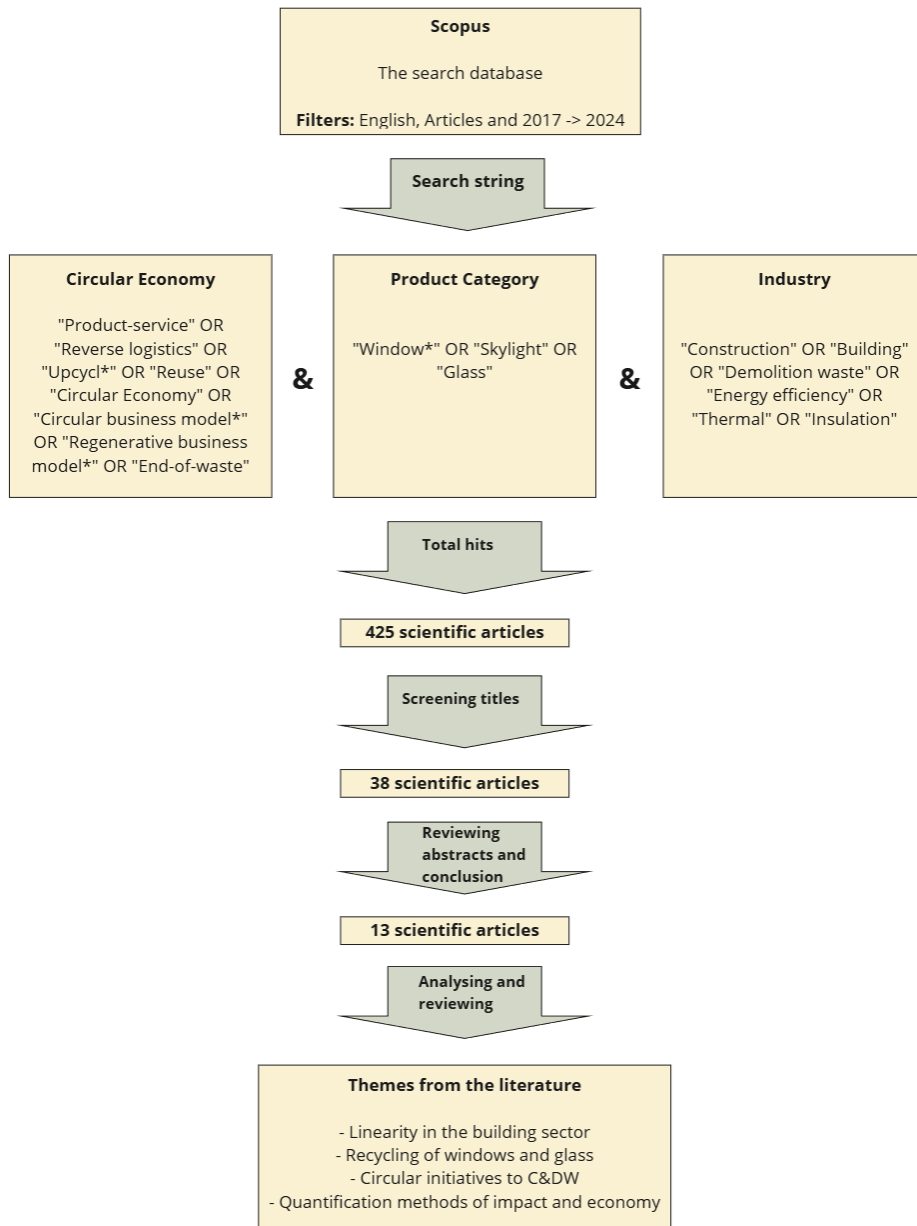 Scopus
The search database
Filters: English, Articles and 2017 -> 2024
Search string
Circular Economy
"Product-service" OR
"Reverse logistics" OR
"Upcycl*" OR "Reuse" OR
"Circular Economy" OR
"Circular business model*"
OR "Regenerative business
model*" OR "End-of-waste"
&
Product Category
"Window*" OR "Skylight" OR
"Glass"
&
Industry
"Construction" OR "Building"
OR "Demolition waste" OR
"Energy efficiency" OR
"Thermal" OR "Insulation"
Total hits
425 scientific articles
Screening titles
38 scientific articles
Reviewing
abstracts and
conclusion
13 scientific articles
Analysing and
reviewing
Themes from the literature
- Linearity in the building sector
- Recycling of windows and glass
- Circular initiatives to C&DW
- Quantification methods of impact and economy